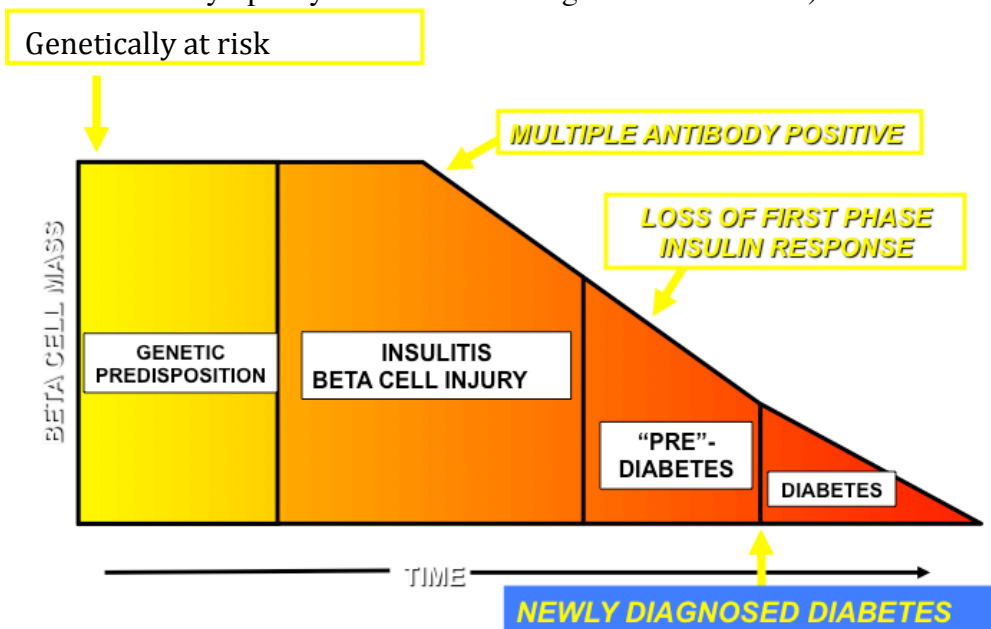 Genetically at risk
MULTIPLE ANTIBODY POSITIVE
LOSS OF FIRST PHASE
INSULIN RESPONSE
BETA CELL MASS
GENETIC
PREDISPOSITION
INSULITIS
BETA CELL INJURY
“PRE”-
DIABETES
DIABETES
TIME
NEWLY DIAGNOSED DIABETES